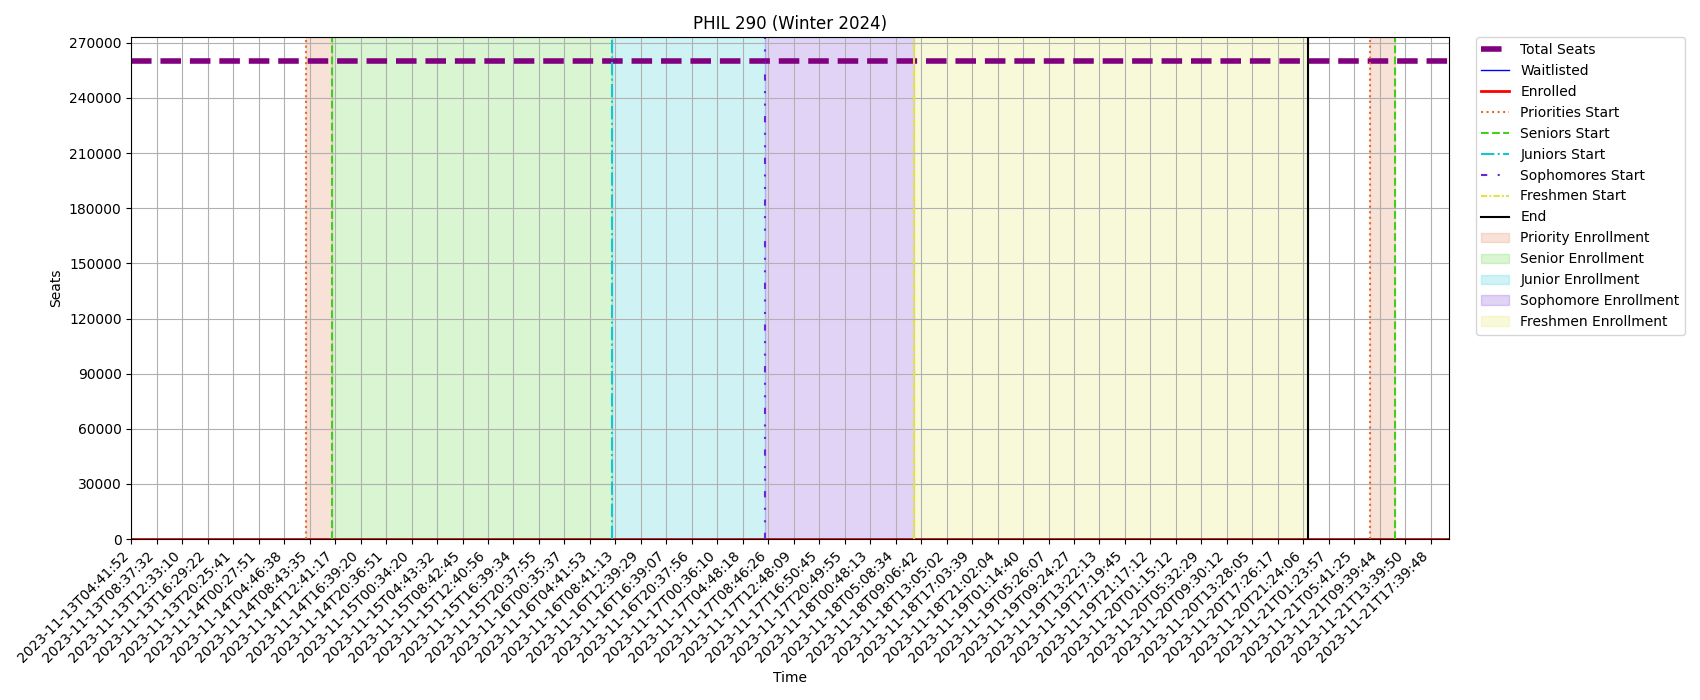 PHIL 290 (Winter 2024)
270000
240000
210000
180000
150000
120000
90000
60000
30000
0
Seats
2023-11-13T04:41:52
2023-11-13T08:37:32
2023-11-13T12:33:10
2023-11-13T16:29:22
2023-11-13T20:25:41
2023-11-14T00:27:51
2023-11-14T04:46:38
2023-11-14T08:43:35
2023-11-14T12:41:17
2023-11-14T16:39:20
2023-11-14T20:36:51
2023-11-15T00:34:20
2023-11-15T04:43:32
2023-11-15T08:42:45
2023-11-15T12:40:56
2023-11-15T16:39:34
2023-11-15T20:37:55
2023-11-16T00:35:37
2023-11-16T04:41:53
2023-11-16T08:41:13
2023-11-16T12:39:29
2023-11-16T16:39:07
2023-11-16T20:37:56
2023-11-17T00:36:10
2023-11-17T04:48:18
2023-11-17T08:46:26
2023-11-17T12:48:09
2023-11-17T16:50:45
2023-11-17T20:49:55
2023-11-18T00:48:13
2023-11-18T05:08:34
2023-11-18T09:06:42
2023-11-18T13:05:02
2023-11-18T17:03:39
2023-11-18T21:02:04
2023-11-19T01:14:40
2023-11-19T05:26:07
2023-11-19T09:24:27
2023-11-19T13:22:13
2023-11-19T17:19:45
2023-11-19T21:17:12
2023-11-20T01:15:12
2023-11-20T05:32:29
2023-11-20T09:30:12
2023-11-20T13:28:05
2023-11-20T17:26:17
2023-11-20T21:24:06
2023-11-21T01:23:57
2023-11-21T05:41:25
2023-11-21T09:39:44
2023-11-21T13:39:50
2023-11-21T17:39:48
Time
Total Seats
Waitlisted
Enrolled
Priorities Start
Seniors Start
Juniors Start
Sophomores Start
Freshmen Start
End
Priority Enrollment
Senior Enrollment
Junior Enrollment
Sophomore Enrollment
Freshmen Enrollment